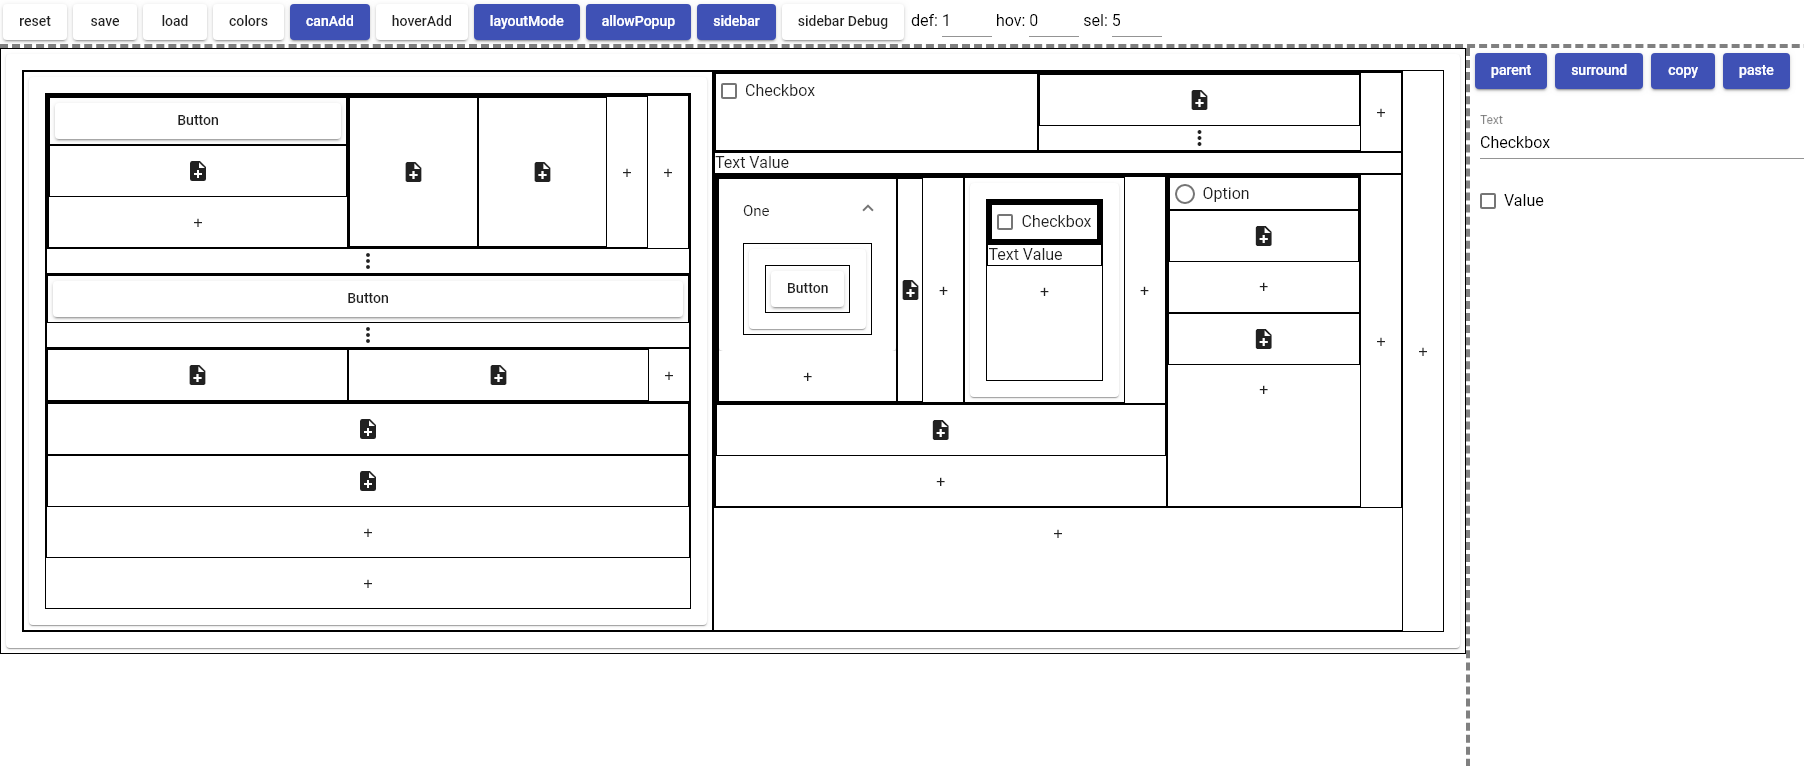 reset save load colors canAdd hoverAdd layoutMode allowPopup sidebar sidebar Debug def: 1 hov: 0 sel: 5
parent surround copy paste
Text
Checkbox
Value
Button
+ +
+
Button
+
+
+
Checkbox
+
Text Value
One
Button
+
+
Checkbox
Text Value
+
+
Option
+
+
+
+
+
+